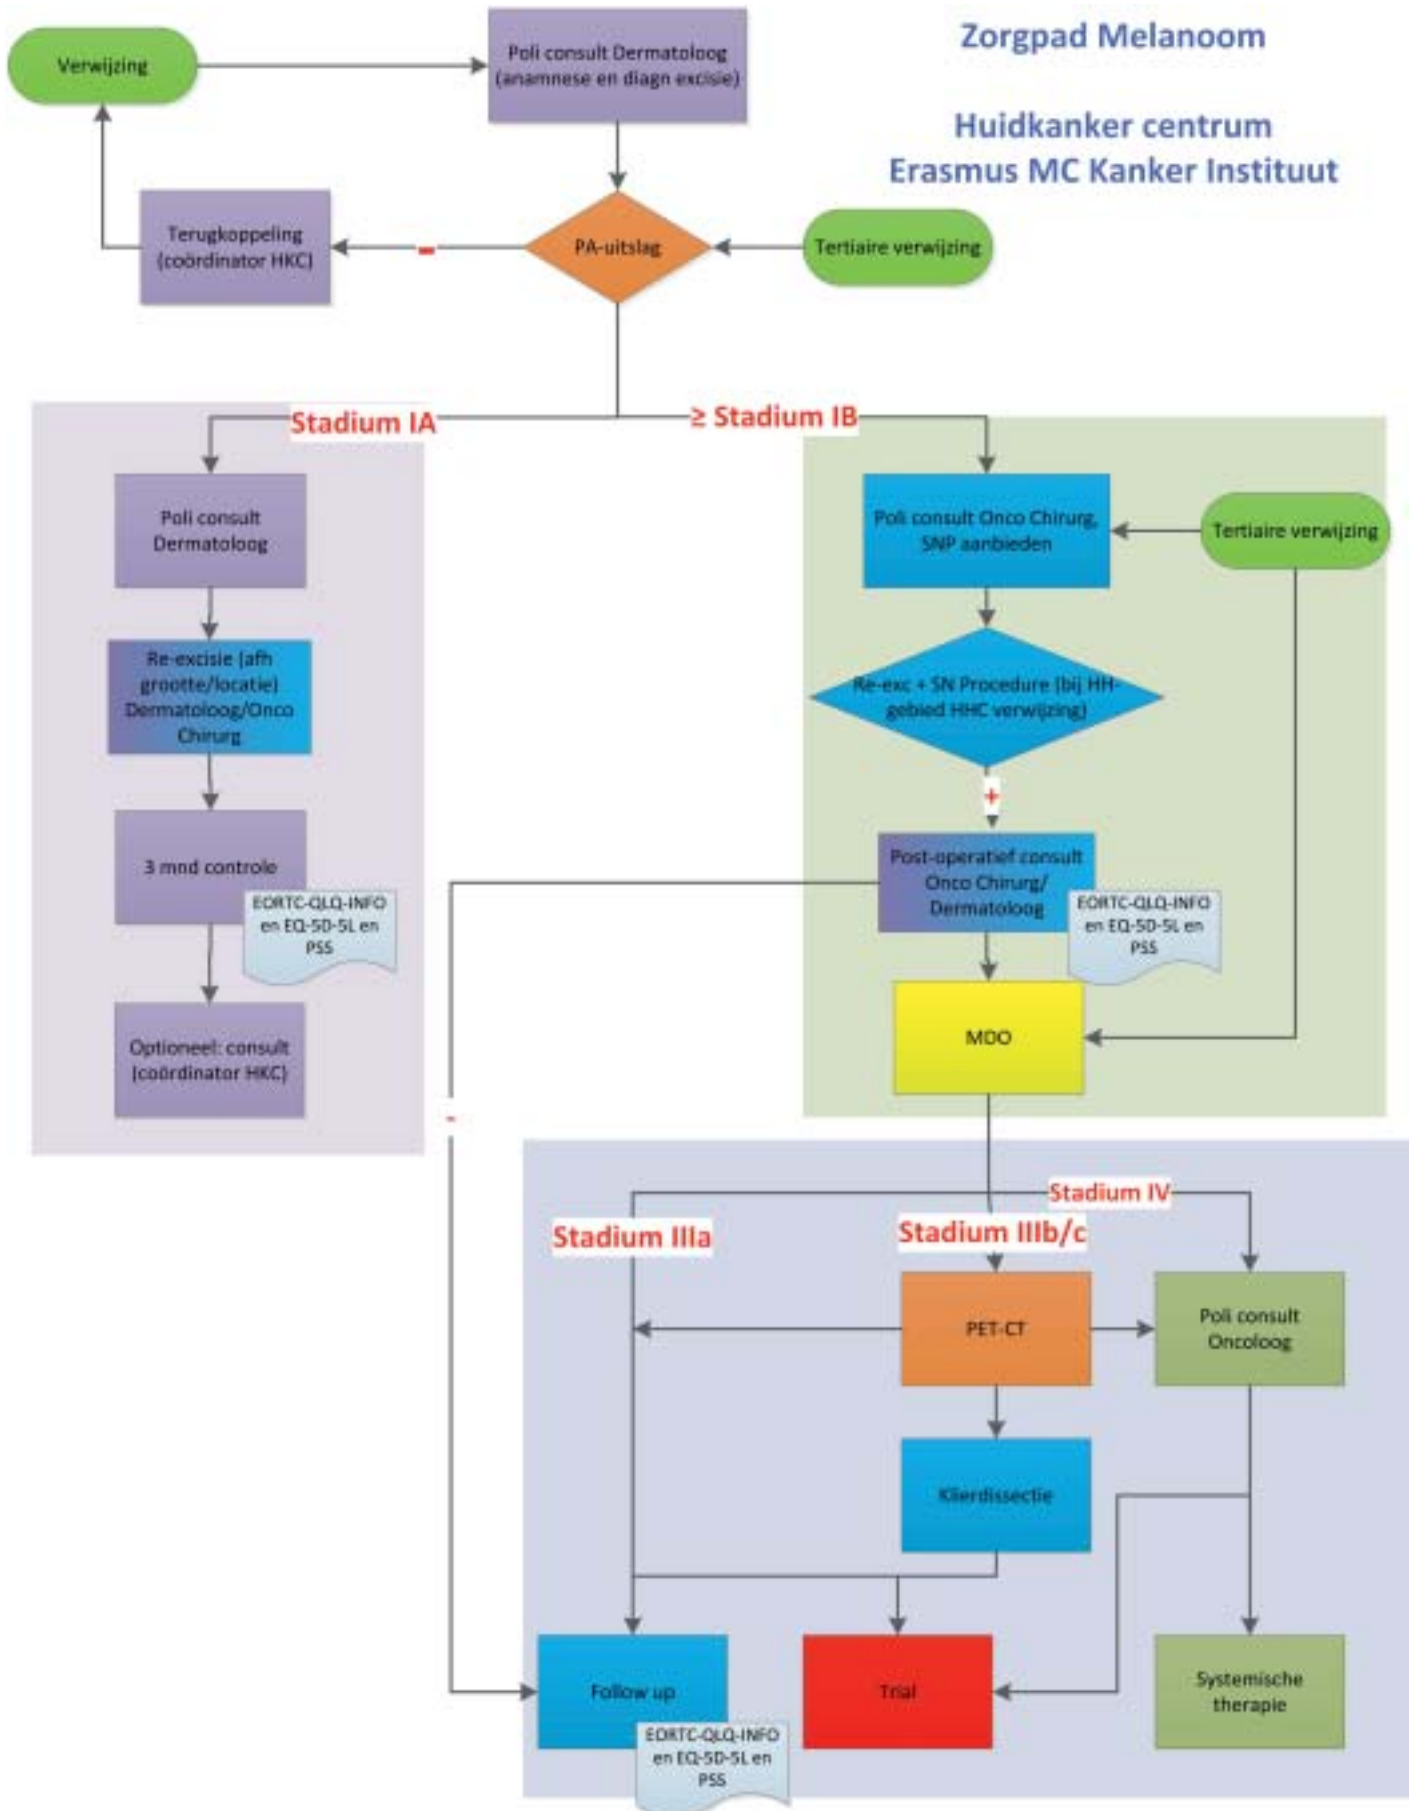 Zorgpad Melanoom
Huidkanker centrum
Erasmus MC Kanker Instituut
Verwijzing
Poli consult Dermatoloog
(anamnese en diagn excisie)
Terugkoppeling
(coördinator HKC)
-
PA-uitslag
Tertiaire verwijzing
Stadium IA
≥ Stadium IB
Poli consult
Dermatoloog
Re-excisie (afh
grootte/locatie)
Dermatoloog/Onco
Chirurg
3 mnd controle
EORTC-QLQ-INFO
en EQ-5D-5L en
PSS
Optioneel: consult
(coördinator HKC)
Poli consult Onco Chirurg,
SNP aanbieden
Tertiaire verwijzing
Re-exc + SN Procedure (bij HH-
gebied HHC verwijzing)
+
Post-operatief consult
Onco Chirurg/
Dermatoloog
EORTC-QLQ-INFO
en EQ-5D-5L en
PSS
MDO
-
Stadium IV
Stadium IIIa
Stadium IIIb/c
PET-CT
Poli consult
Oncoloog
Klierdissectie
Follow up
EORTC-QLQ-INFO
en EQ-5D-5L en
PSS
Trial
Systemische
therapie